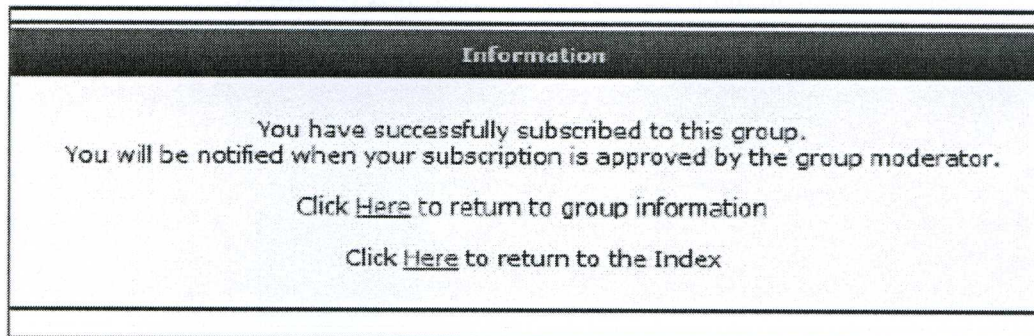 Information
You have successfully subscribed to this group.
You will be notified when your subscription is approved by the group moderator.
Click Here to return to group information
Click Here to return to the Index